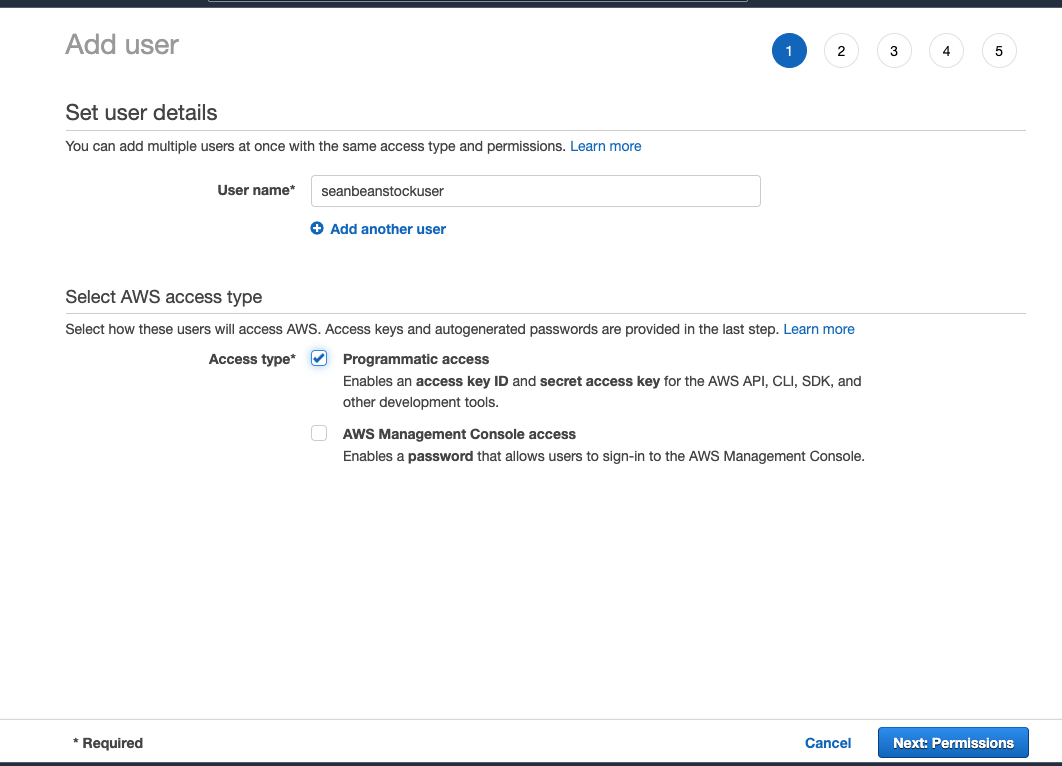 Add user
1 2 3 4 5
Set user details
You can add multiple users at once with the same access type and permissions. Learn more
User name* seanbeanstockuser
Add another user
Select AWS access type
Select how these users will access AWS. Access keys and autogenerated passwords are provided in the last step. Learn more
Access type* Programmatic access
Enables an access key ID and secret access key for the AWS API, CLI, SDK, and
other development tools.
AWS Management Console access
Enables a password that allows users to sign-in to the AWS Management Console.
* Required Cancel Next: Permissions